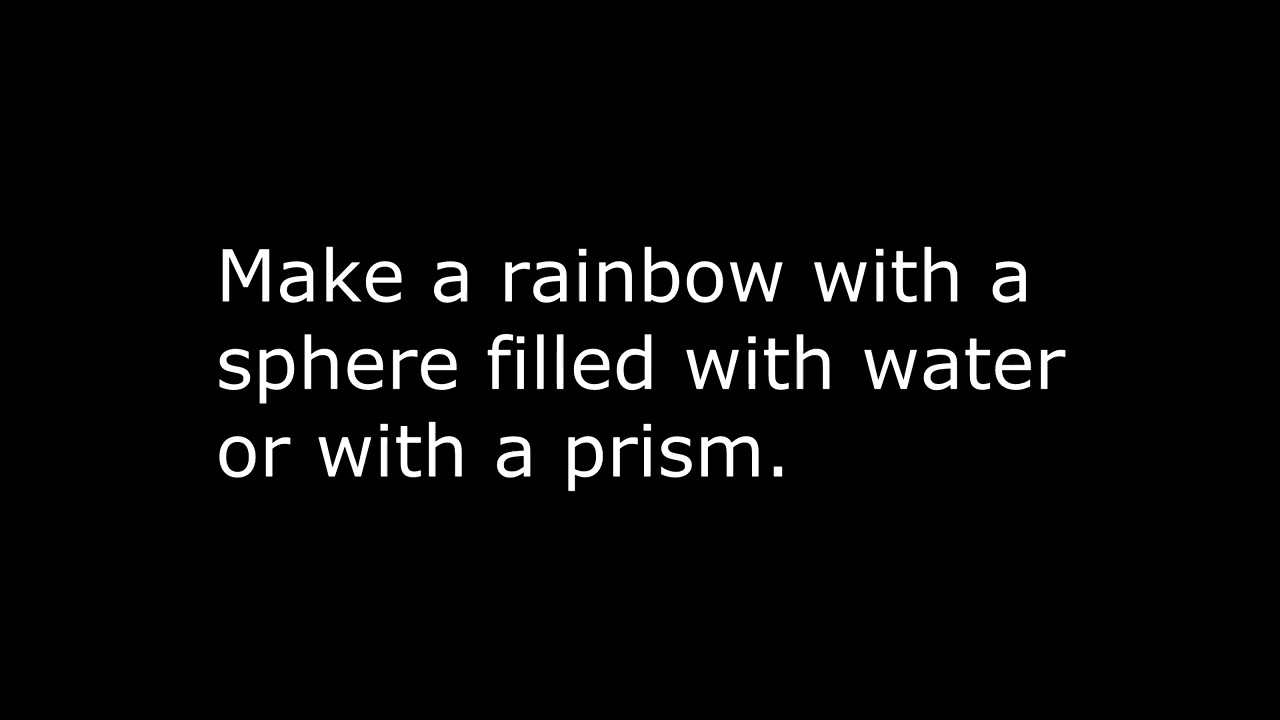 Make a rainbow with a
sphere filled with water
or with a prism.